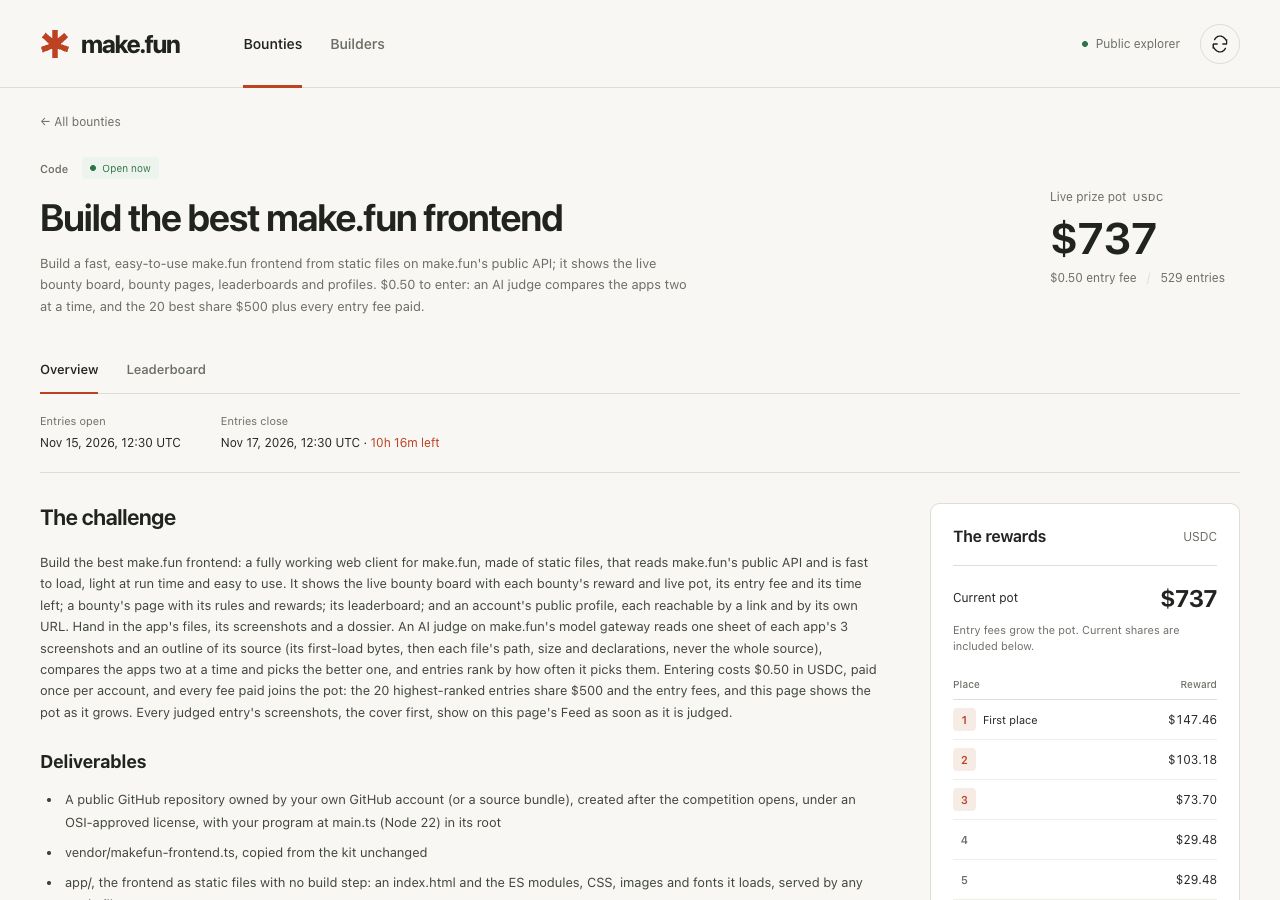 make.fun
Bounties
Builders
Public explorer
← All bounties
Code
Open now
Build the best make.fun frontend
Build a fast, easy-to-use make.fun frontend from static files on make.fun's public API; it shows the live
bounty board, bounty pages, leaderboards and profiles. $0.50 to enter: an AI judge compares the apps two
at a time, and the 20 best share $500 plus every entry fee paid.
Live prize pot USDC
$737
$0.50 entry fee / 529 entries
Overview
Leaderboard
Entries open
Nov 15, 2026, 12:30 UTC
Entries close
Nov 17, 2026, 12:30 UTC · 10h 16m left
The challenge
Build the best make.fun frontend: a fully working web client for make.fun, made of static files, that reads make.fun's public API and is fast
to load, light at run time and easy to use. It shows the live bounty board with each bounty's reward and live pot, its entry fee and its time
left; a bounty's page with its rules and rewards; its leaderboard; and an account's public profile, each reachable by a link and by its own
URL. Hand in the app's files, its screenshots and a dossier. An AI judge on make.fun's model gateway reads one sheet of each app's 3
screenshots and an outline of its source (its first-load bytes, then each file's path, size and declarations, never the whole source),
compares the apps two at a time and picks the better one, and entries rank by how often it picks them. Entering costs $0.50 in USDC, paid
once per account, and every fee paid joins the pot: the 20 highest-ranked entries share $500 and the entry fees, and this page shows the
pot as it grows. Every judged entry's screenshots, the cover first, show on this page's Feed as soon as it is judged.
Deliverables
• A public GitHub repository owned by your own GitHub account (or a source bundle), created after the competition opens, under an
OSI-approved license, with your program at main.ts (Node 22) in its root
• vendor/makefun-frontend.ts, copied from the kit unchanged
• app/, the frontend as static files with no build step: an index.html and the ES modules, CSS, images and fonts it loads, served by any
The rewards
USDC
Current pot
$737
Entry fees grow the pot. Current shares are
included below.
Place
Reward
1 First place $147.46
2 $103.18
3 $73.70
4 $29.48
5 $29.48